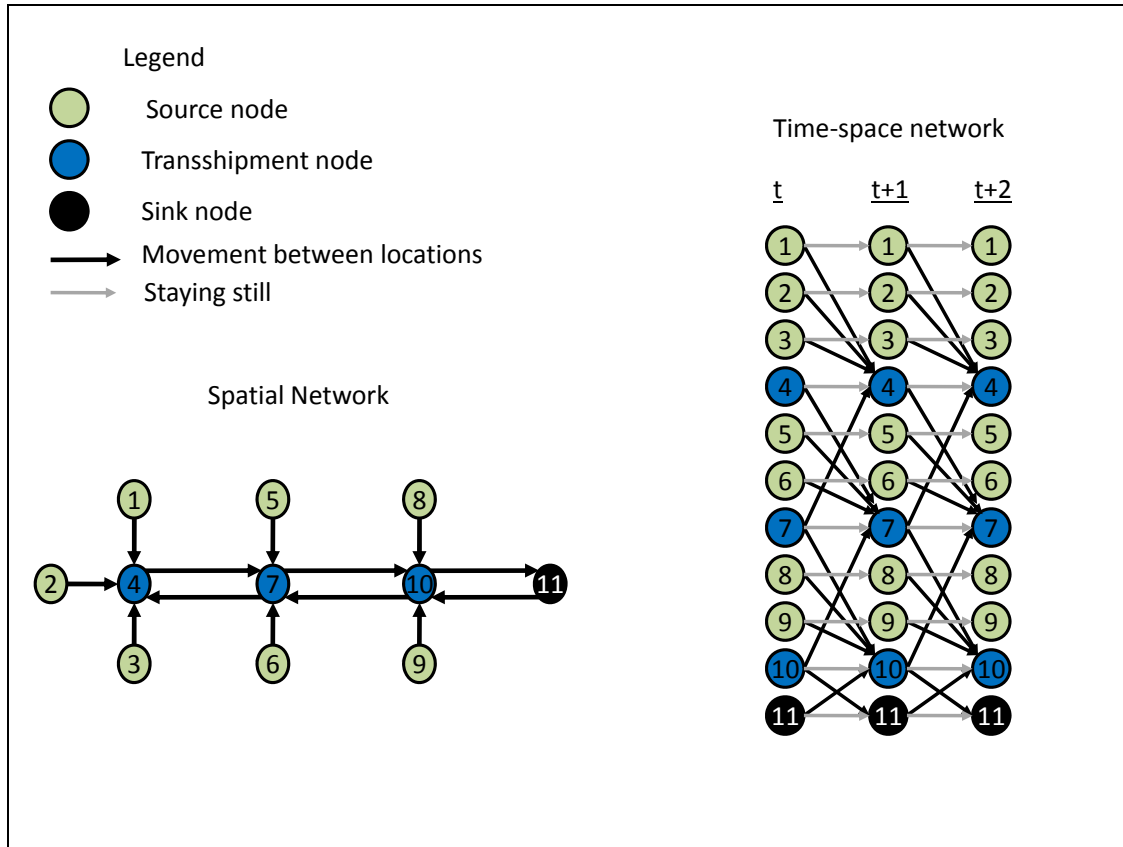 Legend
Source node
Transshipment node
Sink node
Movement between locations
Staying still
Spatial Network
1 5 8
2 4 7 10 11
3 6 9
Time-space network
t t+1 t+2
1 1 1
2 2 2
3 3 3
4 4 4
5 5 5
6 6 6
7 7 7
8 8 8
9 9 9
10 10 10
11 11 11